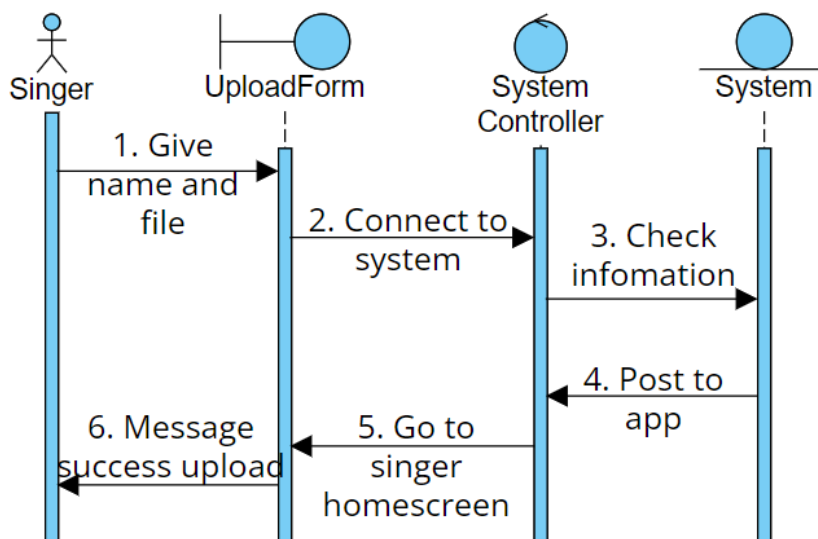 Singer
UploadForm
System
Controller
System
1. Give
name and
file
2. Connect to
system
3. Check
infomation
4. Post to
app
5. Go to
singer
homescreen
6. Message
success upload